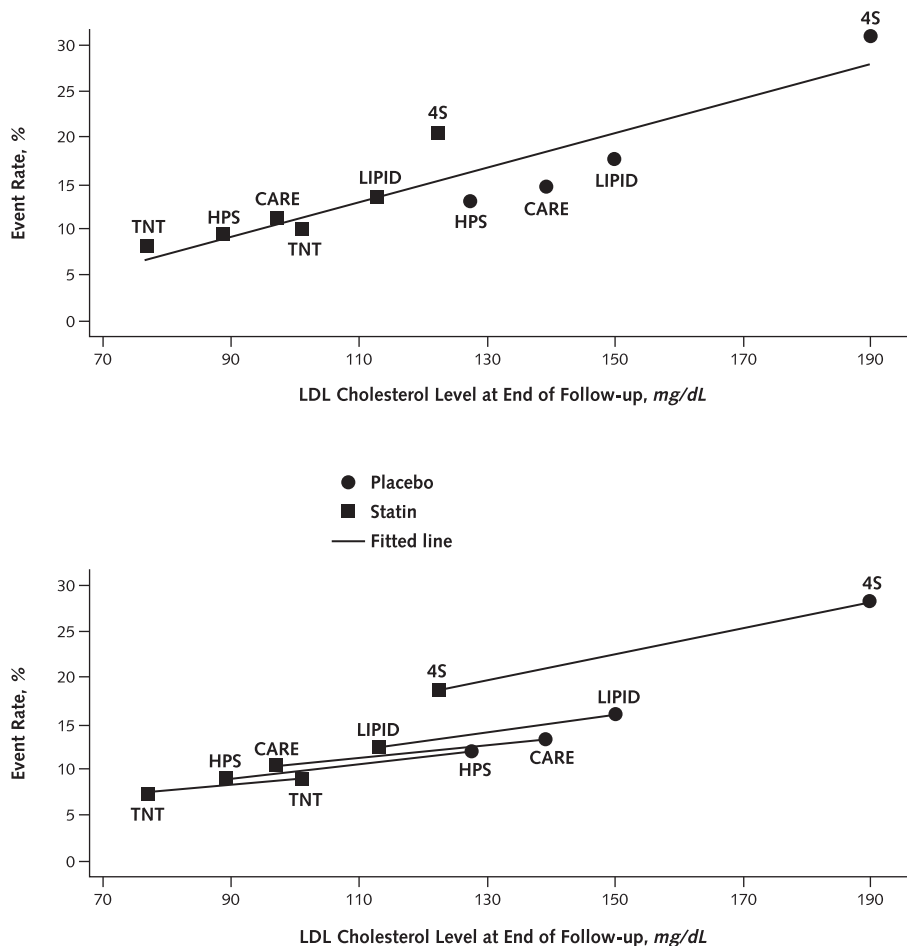 4S
30
25
4S
20
LIPID
LIPID
15
CARE
HPS
CARE
TNT
HPS
10
TNT
5
0
Event Rate, %
70 90 110 130 150 170 190
LDL Cholesterol Level at End of Follow-up, mg/dL
Placebo
Statin
Fitted line
4S
30
25
4S
20
LIPID
LIPID
15
CARE
HPS
10
HPS
CARE
TNT
TNT
5
0
Event Rate, %
70 90 110 130 150 170 190
LDL Cholesterol Level at End of Follow-up, mg/dL